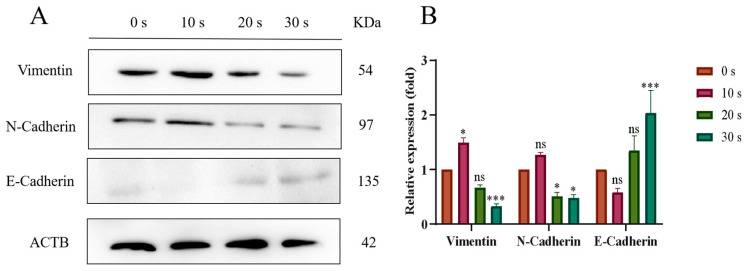 A
0 s 10 s 20 s 30 s KDa
Vimentin 54
N-Cadherin 97
E-Cadherin 135
ACTB 42
B
Relative expression (fold)
3
2
1
0
* ns ***
ns * *
ns ns ***
Vimentin N-Cadherin E-Cadherin
0 s
10 s
20 s
30 s